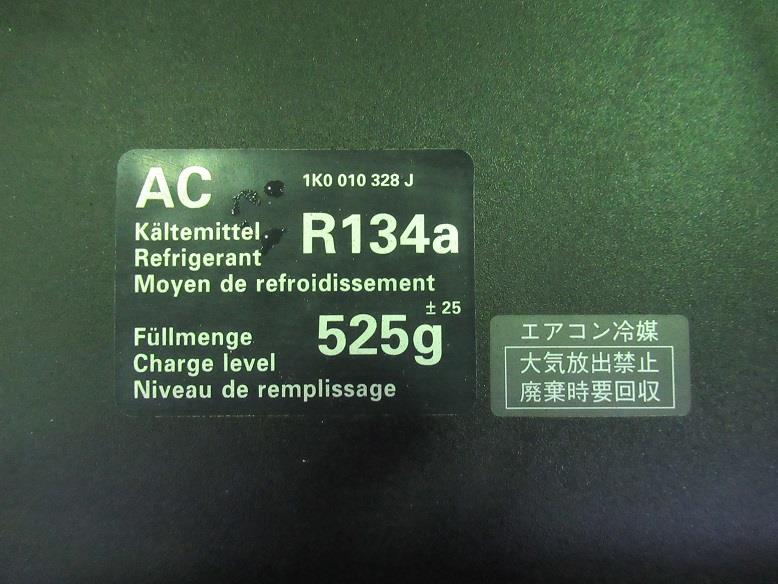 AC 1K0 010 328 J
Kältemittel R134a
Refrigerant
Moyen de refroidissement
± 25
Füllmenge 525g
Charge level
Niveau de remplissage
エアコン冷媒
大気放出禁止
廃棄時要回収